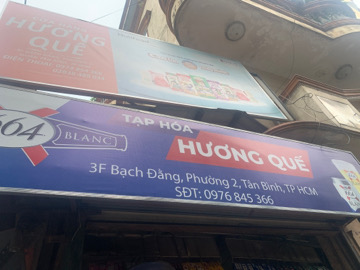 HƯƠNG
QUẾ
664
BLANC
TẠP HÓA
HƯƠNG QUẾ
3F Bạch Đằng, Phường 2, Tân Bình, TP HCM
SĐT: 0976 845 366